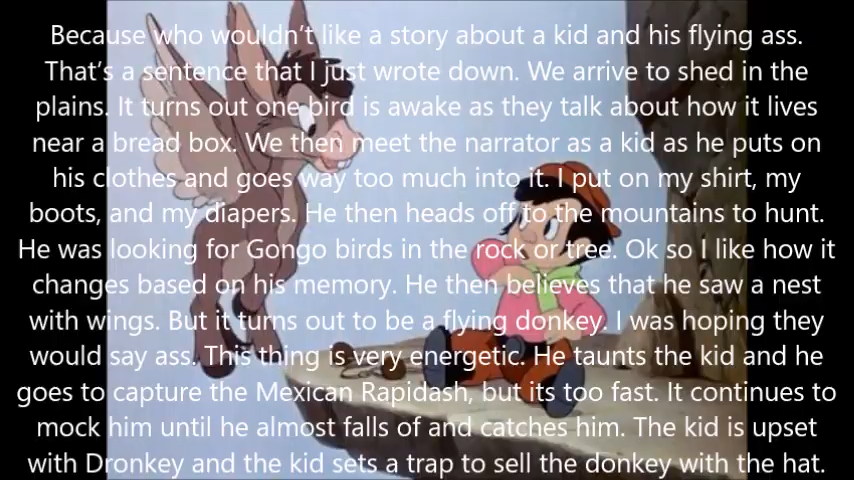 Because who wouldn't like a story about a kid and his flying ass.
That's a sentence that I just wrote down. We arrive to shed in the
plains. It turns out one bird is awake as they talk about how it lives
near a bread box. We then meet the narrator as a kid as he puts on
his clothes and goes way too much into it. I put on my shirt, my
boots, and my diapers. He then heads off to the mountains to hunt.
He was looking for Gongo birds in the rock or tree. Ok so I like how it
changes based on his memory. He then believes that he saw a nest
with wings. But it turns out to be a flying donkey. I was hoping they
would say ass. This thing is very energetic. He taunts the kid and he
goes to capture the Mexican Rapidash, but its too fast. It continues to
mock him until he almost falls of and catches him. The kid is upset
with Dronkey and the kid sets a trap to sell the donkey with the hat.